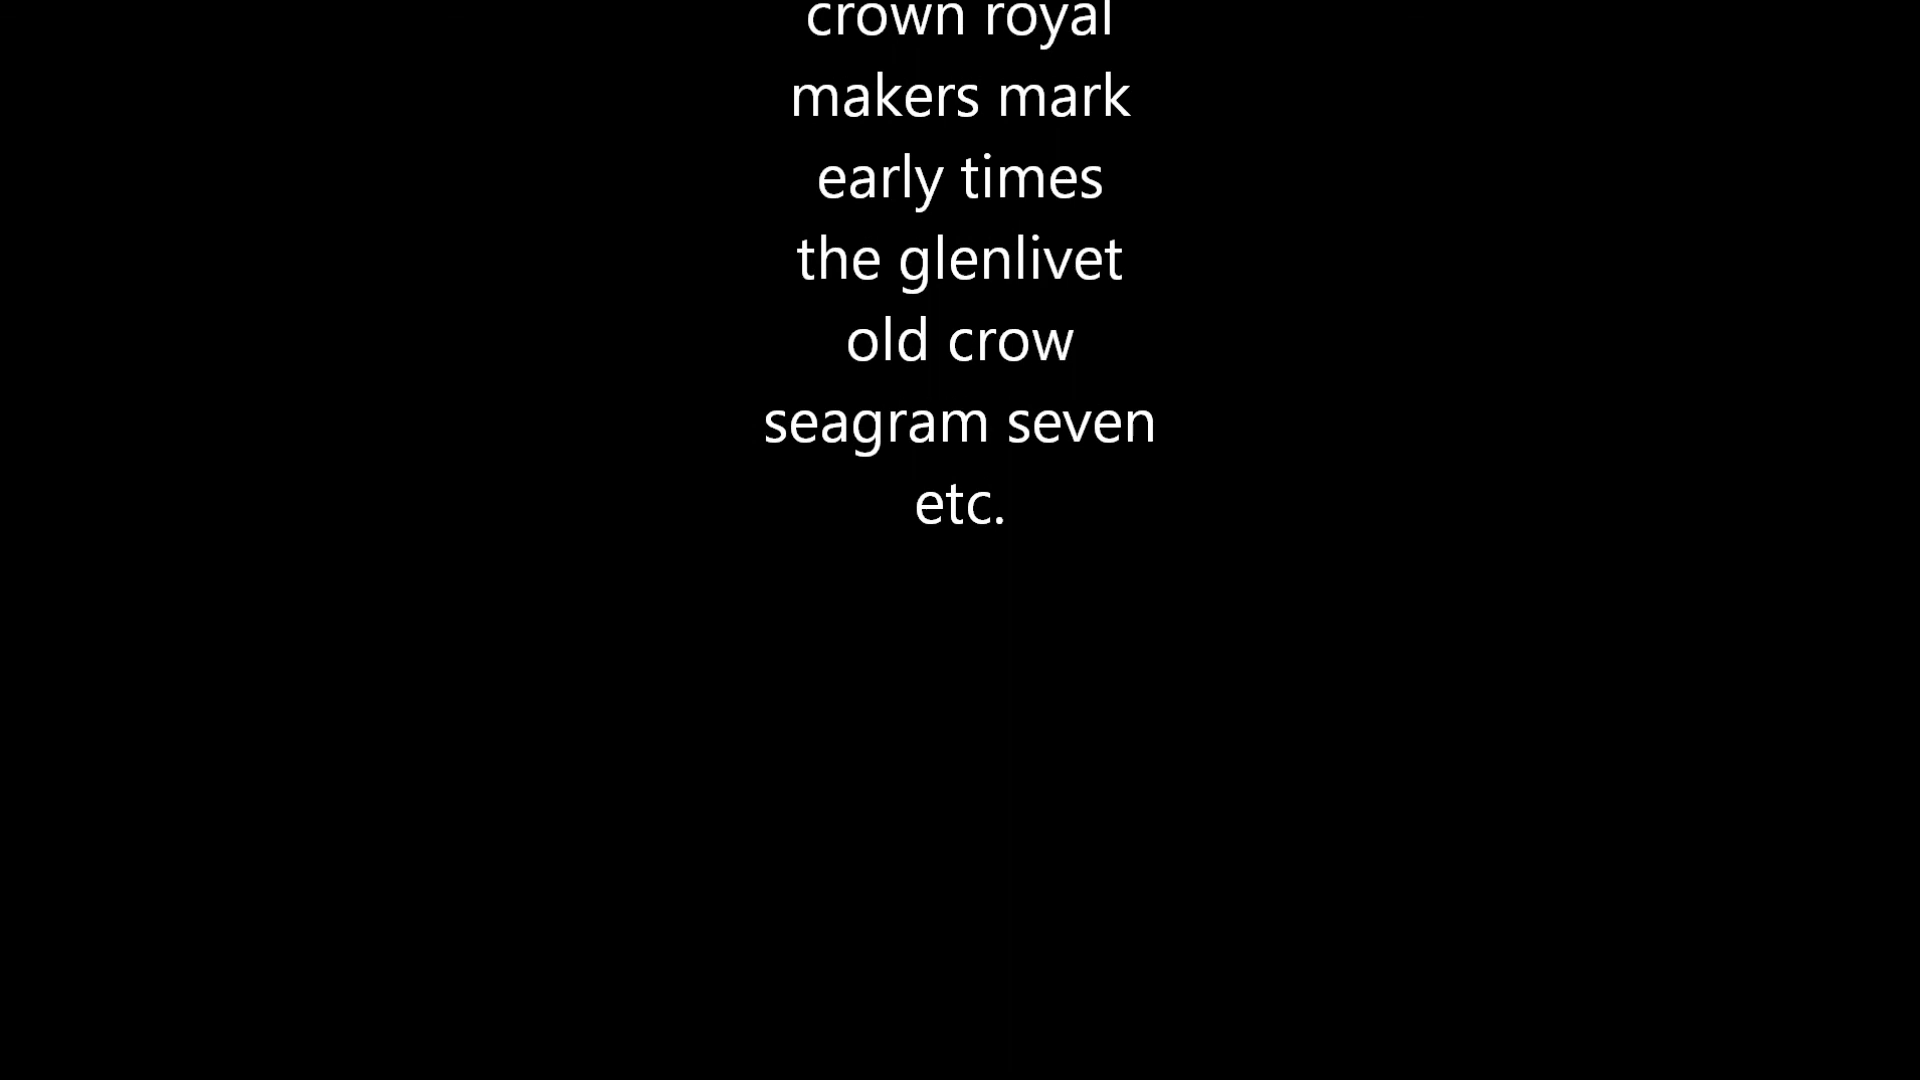 crown royal
makers mark
early times
the glenlivet
old crow
seagram seven
etc.